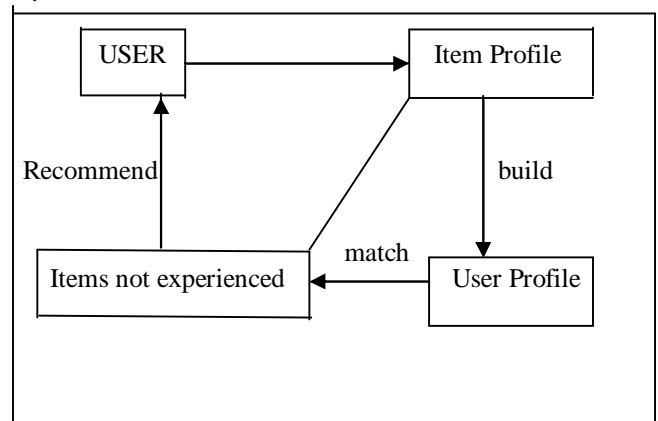 USER
Item Profile
Recommend
build
match
Items not experienced
User Profile